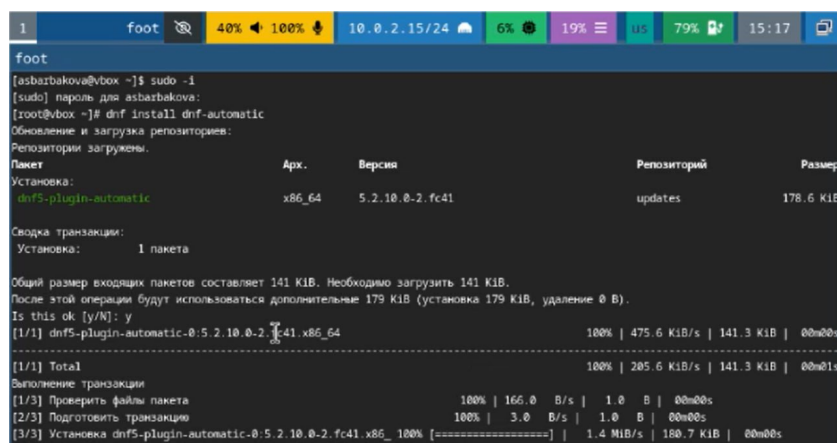 1 foot 40% 100% 10.0.2.15/24 6% 19% us 79% 15:17
foot
[asbarbakova@vbox ~]$ sudo -i
[sudo] пароль для asbarbakova:
[root@vbox ~]# dnf install dnf-automatic
Обновление и загрузка репозиториев:
Репозитории загружены.
Пакет Арх. Версия Репозиторий Размер
Установка:
dnf5-plugin-automatic x86_64 5.2.10.0-2.fc41 updates 178.6 KiB
Сводка транзакции:
Установка: 1 пакета
Общий размер входящих пакетов составляет 141 KiB. Необходимо загрузить 141 KiB.
После этой операции будут использоваться дополнительные 179 KiB (установка 179 KiB, удаление 0 B).
Is this ok [y/N]: y
[1/1] dnf5-plugin-automatic-0:5.2.10.0-2.fc41.x86_64 100% | 475.6 KiB/s | 141.3 KiB | 00m00s
--------------------------------------------------------------------------------
[1/1] Total 100% | 205.6 KiB/s | 141.3 KiB | 00m01s
Выполнение транзакции
[1/3] Проверить файлы пакета 100% | 166.0 B/s | 1.0 B | 00m00s
[2/3] Подготовить транзакцию 100% | 3.0 B/s | 1.0 B | 00m00s
[3/3] Установка dnf5-plugin-automatic-0:5.2.10.0-2.fc41.x86_ 100% [==================] | 1.4 MiB/s | 180.7 KiB | 00m00s